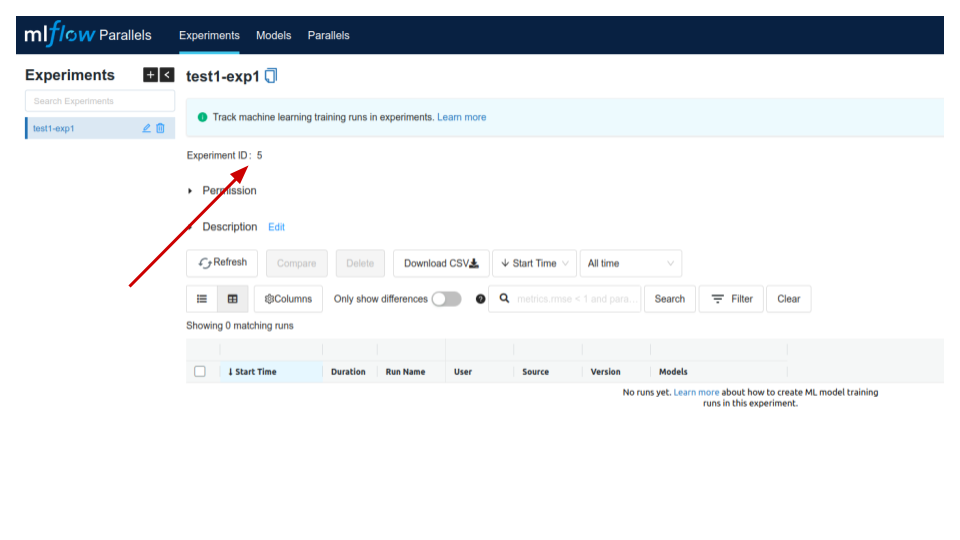 mlflow Parallels Experiments Models Parallels
Experiments + < test1-exp1
Search Experiments
test1-exp1
Track machine learning training runs in experiments. Learn more
Experiment ID: 5
Permission
Description Edit
Refresh Compare Delete Download CSV Start Time All time
Columns Only show differences ? metrics.rmse < 1 and para... Search Filter Clear
Showing 0 matching runs
↓ Start Time Duration Run Name User Source Version Models
No runs yet. Learn more about how to create ML model training
runs in this experiment.